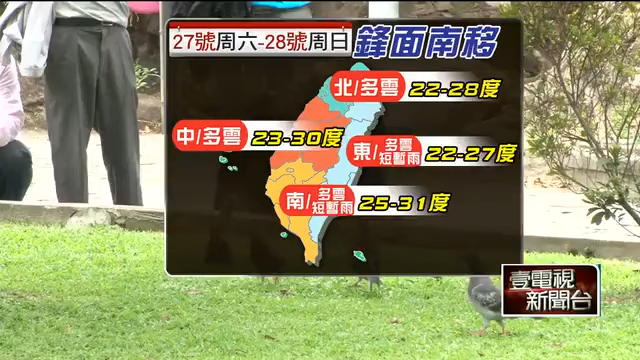 27號周六-28號周日
鋒面南移
北/多雲 22-28度
中/多雲 23-30度
東/多雲短暫雨 22-27度
南/多雲短暫雨 25-31度
壹電視
新聞台